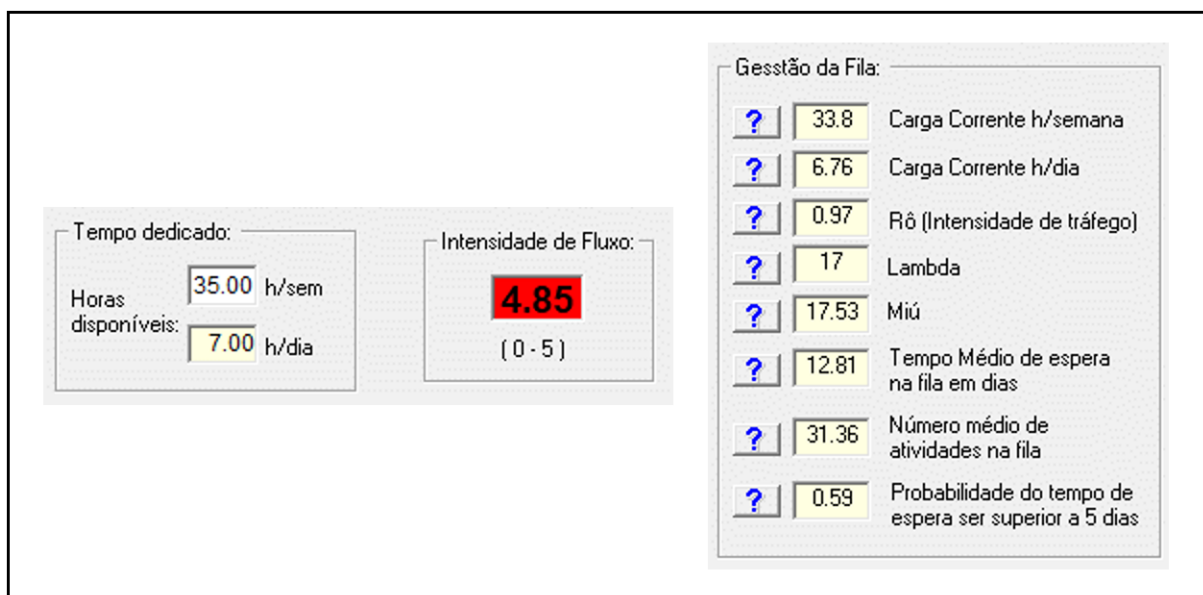 Tempo dedicado:
Horas
disponíveis:
35.00 h/sem
7.00 h/dia
Intensidade de Fluxo:
4.85
( 0 - 5 )
Gesstão da Fila:
? 33.8 Carga Corrente h/semana
? 6.76 Carga Corrente h/dia
? 0.97 Rô (Intensidade de tráfego)
? 17 Lambda
? 17.53 Miú
? 12.81 Tempo Médio de espera
na fila em dias
? 31.36 Número médio de
atividades na fila
? 0.59 Probabilidade do tempo de
espera ser superior a 5 dias